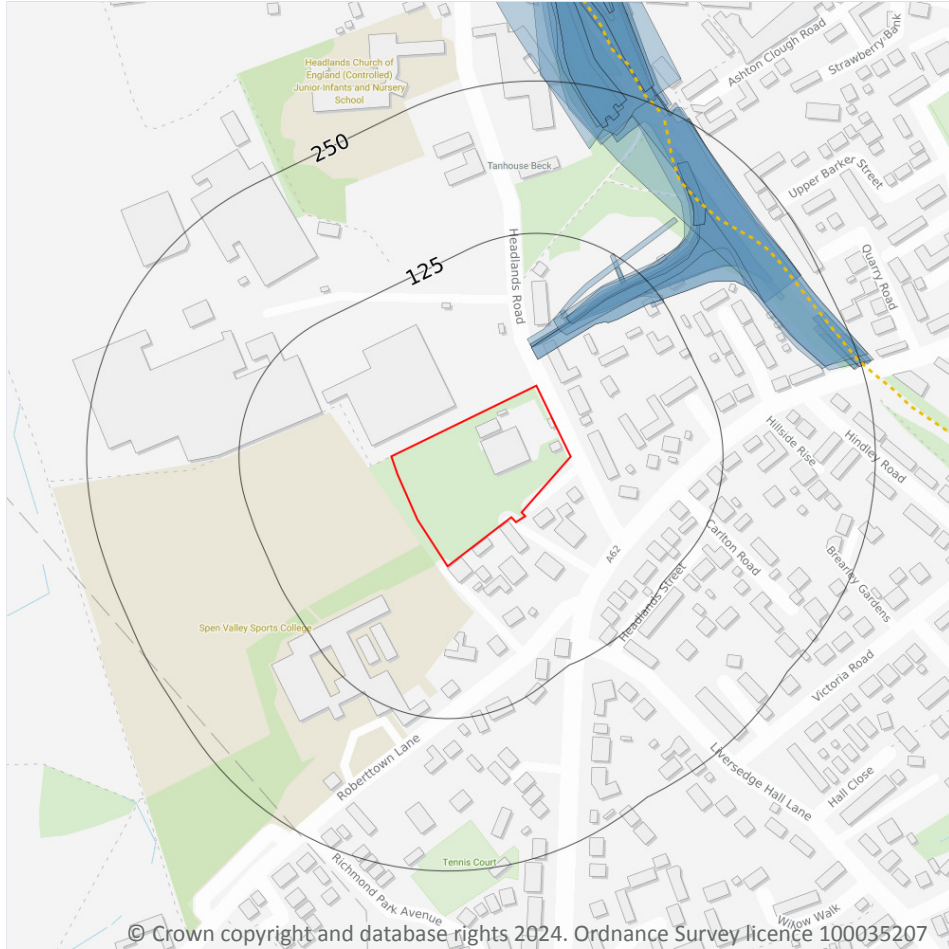 Ashton Clough Road
Strawberry Bank
Headlands Church of
England (Controlled)
Junior Infants and Nursery
School
250
Tanhouse Beck
Upper Barker Street
125
Headlands Road
Quarry Road
Hillside Rise
Hindley Road
A62
Carlton Road
Headlands Street
Brearley Gardens
Spen Valley Sports College
Victoria Road
Roberttown Lane
Liversedge Hall Lane
Hall Close
Tennis Court
Richmond Park Avenue
Willow Walk
© Crown copyright and database rights 2024. Ordnance Survey licence 100035207